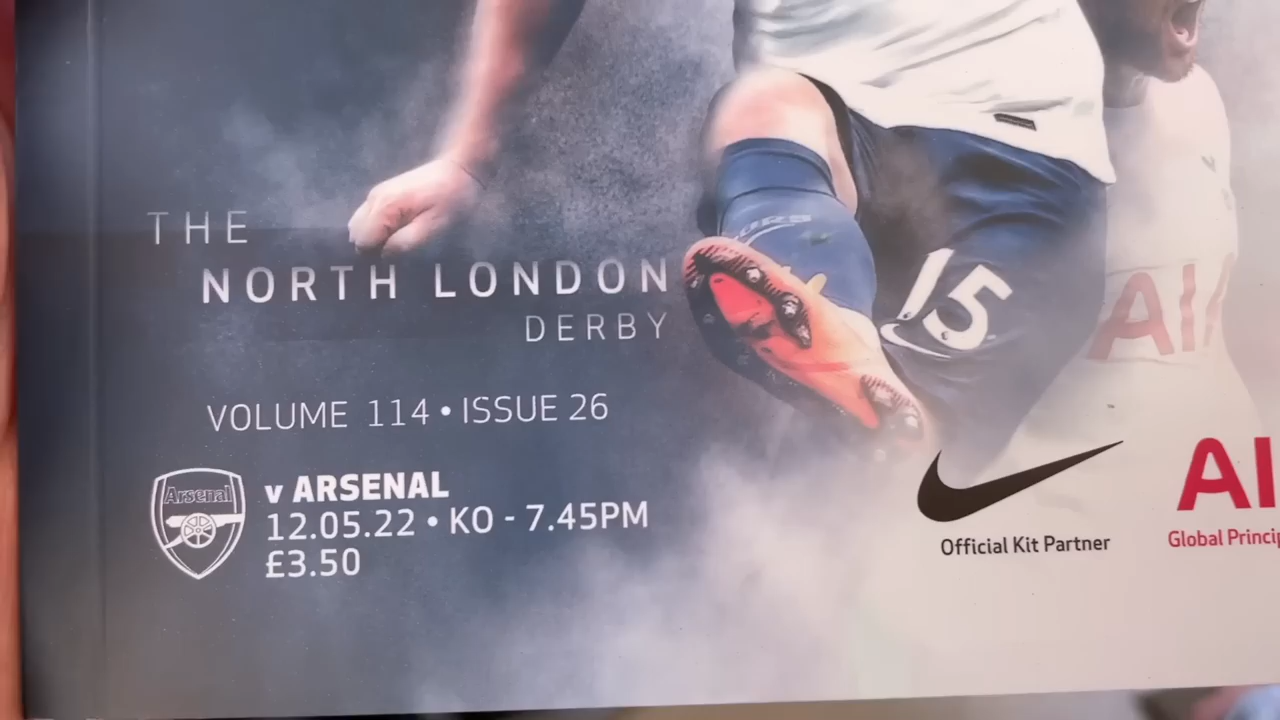 THE
NORTH LONDON
DERBY
VOLUME 114 • ISSUE 26
Arsenal
v ARSENAL
12.05.22 • KO - 7.45PM
£3.50
15
AIA
Official Kit Partner
AI
Global Princip